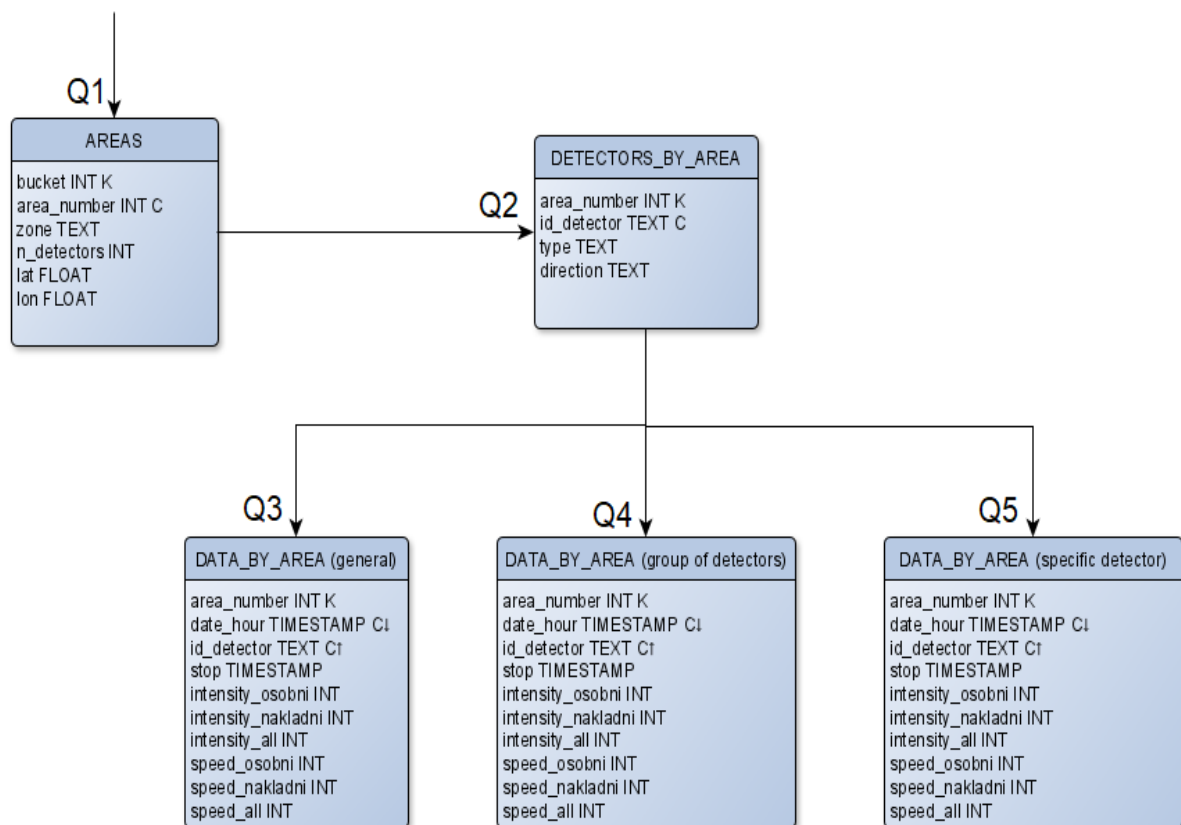 Q1
AREAS
bucket INT K
area_number INT C
zone TEXT
n_detectors INT
lat FLOAT
lon FLOAT
Q2
DETECTORS_BY_AREA
area_number INT K
id_detector TEXT C
type TEXT
direction TEXT
Q3
DATA_BY_AREA (general)
area_number INT K
date_hour TIMESTAMP C↓
id_detector TEXT C↑
stop TIMESTAMP
intensity_osobni INT
intensity_nakladni INT
intensity_all INT
speed_osobni INT
speed_nakladni INT
speed_all INT
Q4
DATA_BY_AREA (group of detectors)
area_number INT K
date_hour TIMESTAMP C↓
id_detector TEXT C↑
stop TIMESTAMP
intensity_osobni INT
intensity_nakladni INT
intensity_all INT
speed_osobni INT
speed_nakladni INT
speed_all INT
Q5
DATA_BY_AREA (specific detector)
area_number INT K
date_hour TIMESTAMP C↓
id_detector TEXT C↑
stop TIMESTAMP
intensity_osobni INT
intensity_nakladni INT
intensity_all INT
speed_osobni INT
speed_nakladni INT
speed_all INT